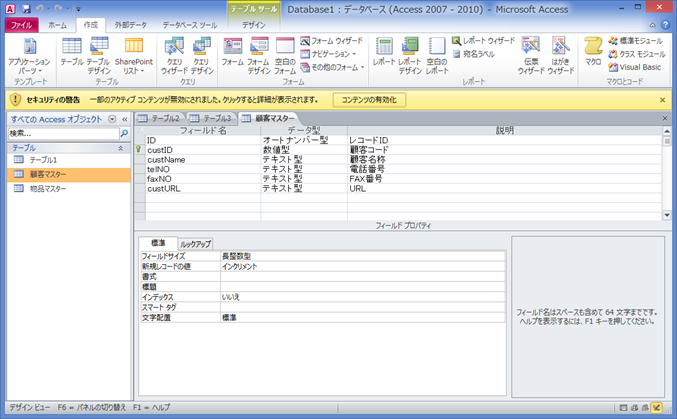 テーブル ツール
Database1 : データベース (Access 2007 - 2010) - Microsoft Access
ファイル ホーム 作成 外部データ データベース ツール デザイン
アプリケーション パーツ
テンプレート
テーブル
テーブル デザイン
SharePoint リスト
テーブル
クエリ ウィザード
クエリ デザイン
クエリ
フォーム
フォーム デザイン
空白の フォーム
フォーム ウィザード
ナビゲーション
その他のフォーム
フォーム
レポート
レポート デザイン
空白の レポート
レポート ウィザード
宛名ラベル
伝票 ウィザード
はがき ウィザード
レポート
マクロ
標準モジュール
クラス モジュール
Visual Basic
マクロとコード
セキュリティの警告 一部のアクティブ コンテンツが無効にされました。クリックすると詳細が表示されます。 コンテンツの有効化
すべての Access オブジェクト
検索...
テーブル
テーブル1
顧客マスター
物品マスター
テーブル2 テーブル3 顧客マスター
フィールド名 データ型 説明
ID オートナンバー型 レコードID
custID 数値型 顧客コード
custName テキスト型 顧客名称
telNO テキスト型 電話番号
faxNO テキスト型 FAX番号
custURL テキスト型 URL
フィールド プロパティ
標準 ルックアップ
フィールドサイズ 長整数型
新規レコードの値 インクリメント
書式
標題
インデックス いいえ
スマート タグ
文字配置 標準
フィールド名はスペースも含めて 64 文字までです。
ヘルプを表示するには、F1 キーを押してください。
デザイン ビュー F6 = パネルの切り替え F1 = ヘルプ